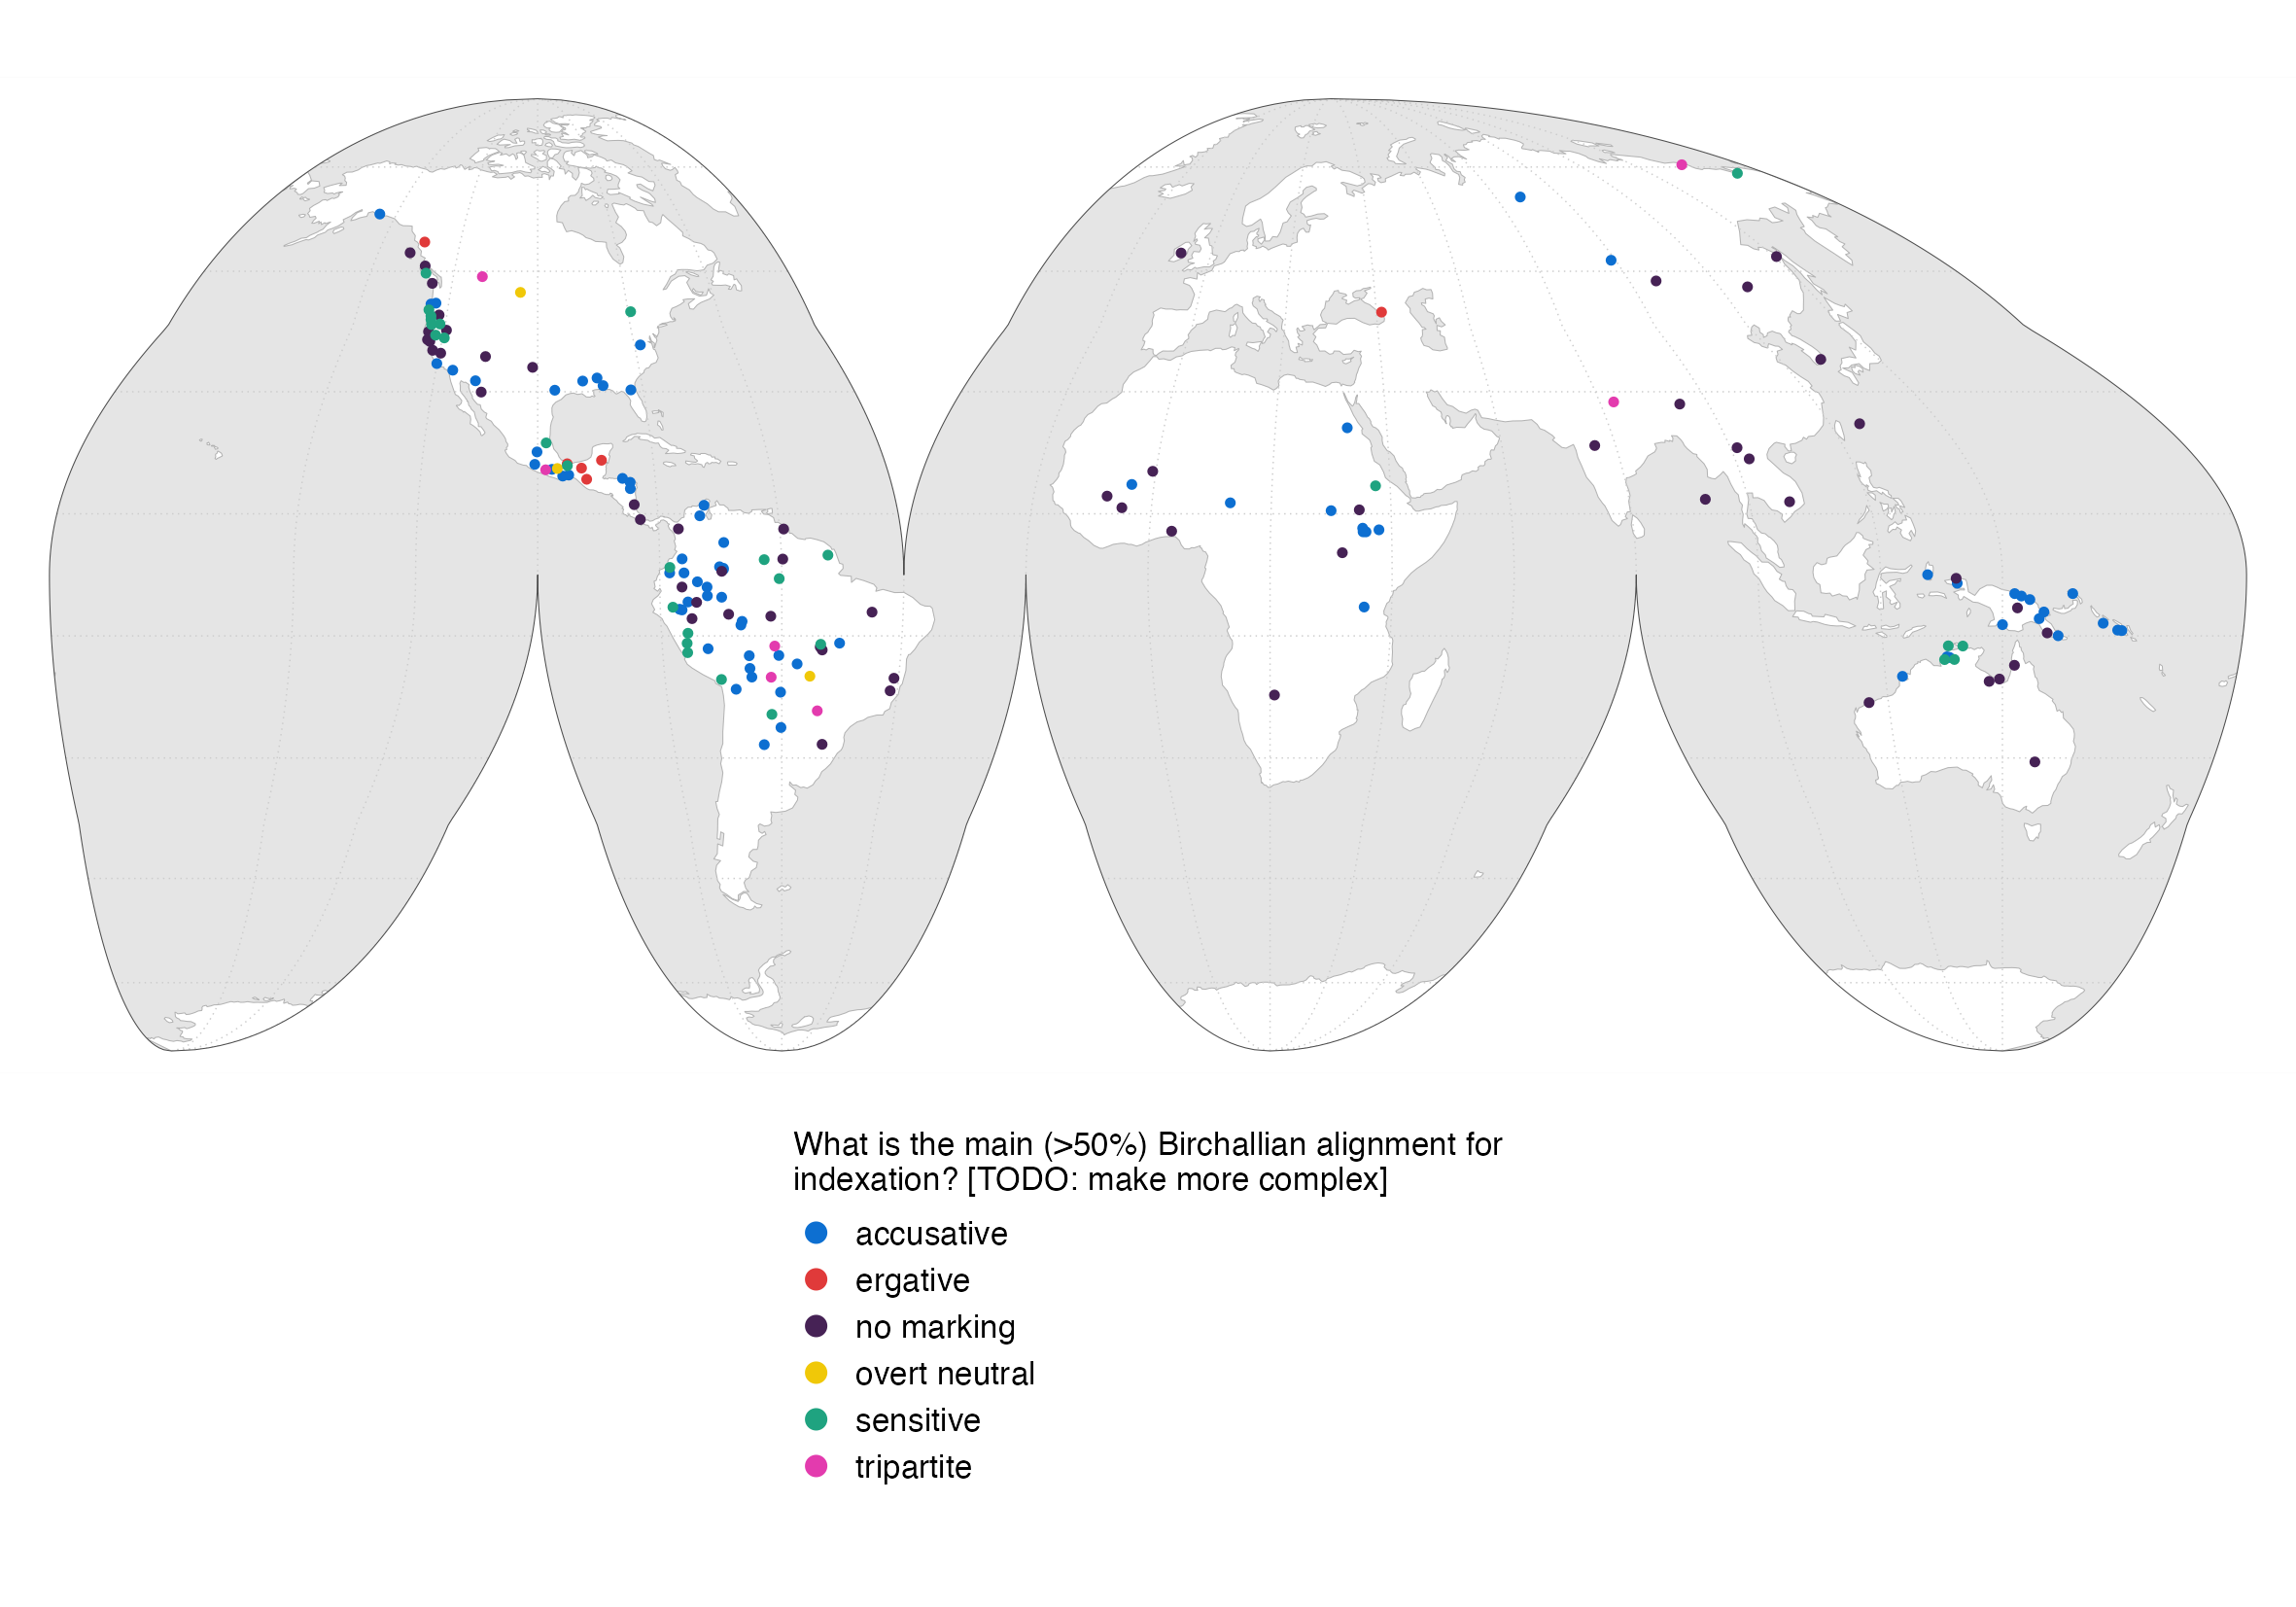 What is the main (>50%) Birchallian alignment for
indexation? [TODO: make more complex]
accusative
ergative
no marking
overt neutral
sensitive
tripartite